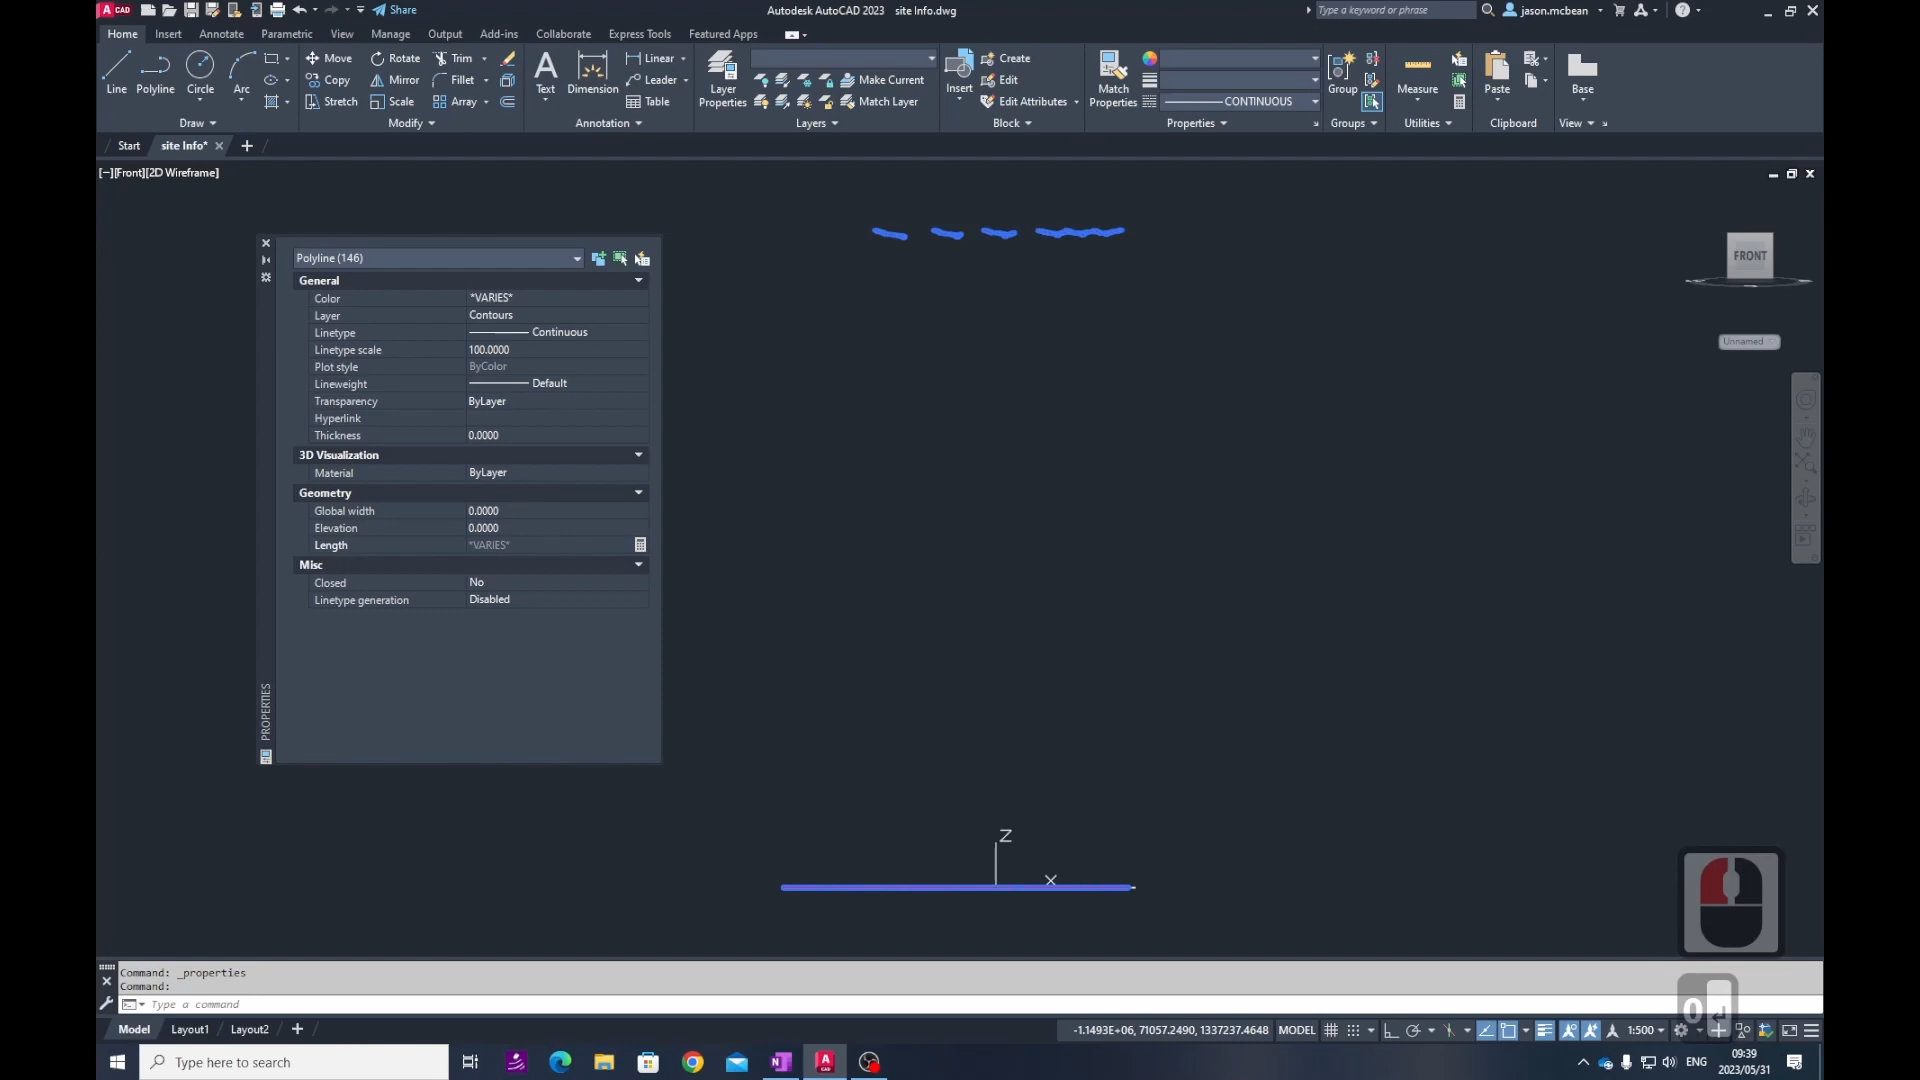 A CAD Share Autodesk AutoCAD 2023 site Info.dwg Type a keyword or phrase jason.mcbean
Home Insert Annotate Parametric View Manage Output Add-ins Collaborate Express Tools Featured Apps
Line Polyline Circle Arc
Move Rotate Trim
Copy Mirror Fillet
Stretch Scale Array
Text Dimension
Linear
Leader
Table
Layer Properties
Make Current
Match Layer
Insert
Create
Edit
Edit Attributes
Match Properties
CONTINUOUS
Group
Measure
Paste
Base
Draw Modify Annotation Layers Block Properties Groups Utilities Clipboard View
Start site Info*
[−][Front][2D Wireframe]
FRONT
Unnamed
Polyline (146)
General
Color *VARIES*
Layer Contours
Linetype Continuous
Linetype scale 100.0000
Plot style ByColor
Lineweight Default
Transparency ByLayer
Hyperlink
Thickness 0.0000
3D Visualization
Material ByLayer
Geometry
Global width 0.0000
Elevation 0.0000
Length *VARIES*
Misc
Closed No
Linetype generation Disabled
PROPERTIES
Z
X
Command: _properties
Command:
Type a command
0
Model Layout1 Layout2
-1.1493E+06, 71057.2490, 1337237.4648 MODEL 1:500
Type here to search
ENG
09:39
2023/05/31